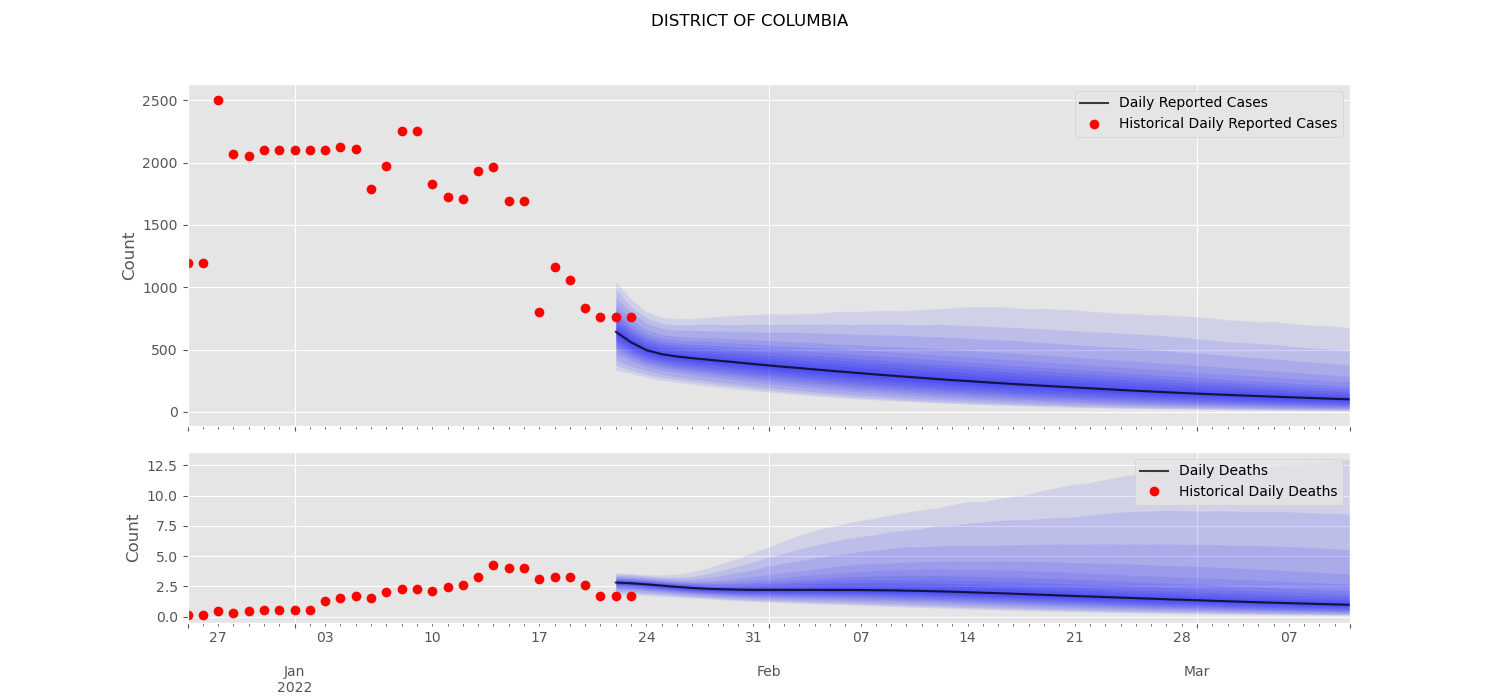 DISTRICT OF COLUMBIA
2500
2000
1500
1000
500
0
Count
Daily Reported Cases
Historical Daily Reported Cases
12.5
10.0
7.5
5.0
2.5
0.0
Count
Daily Deaths
Historical Daily Deaths
27 03 10 17 24 31 07 14 21 28 07
Jan Feb Mar
2022